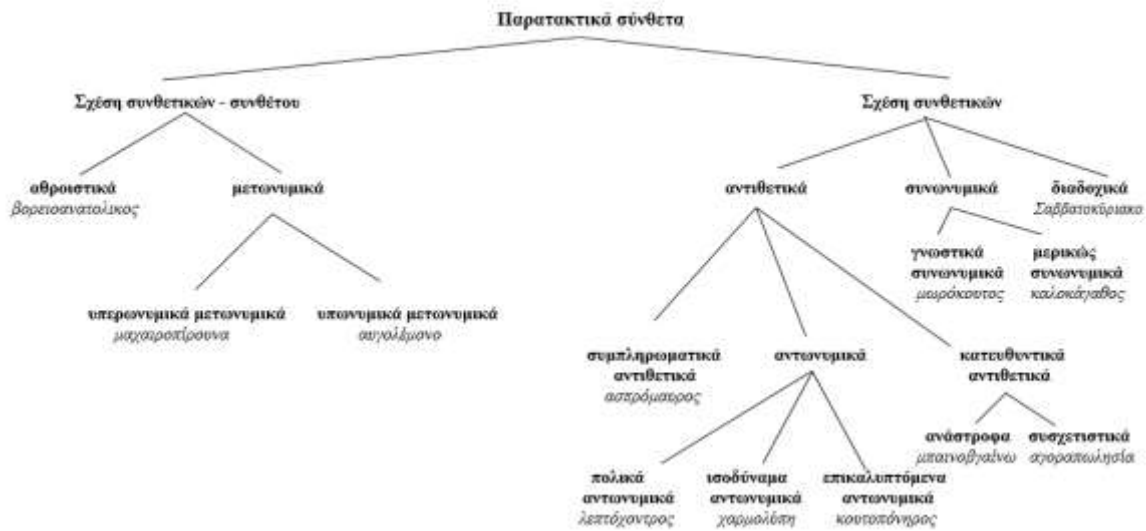 Παρατακτικά σύνθετα
Σχέση συνθετικών - συνθέτου
Σχέση συνθετικών
αθροιστικά
μετωνυμικά
αντιθετικά
συνωνυμικά
διαδοχικά
βορειοανατολικος
Σαββατοκύριακο
γνωστικά
συνωνυμικά
μωρόκουτος
μερικώς
συνωνυμικά
καλοκάγαθος
υπερωνυμικά μετωνυμικά
μαχαιροπίρουνα
υπωνυμικά μετωνυμικά
αυγολέμονο
συμπληρωματικά
αντιθετικά
ασπρόμαυρος
αντωνυμικά
κατευθυντικά
αντιθετικά
ανάστροφα
μπαινοβγαίνω
συσχετιστικά
αγοραπωλησία
πολικά
αντωνυμικά
λεπτόχοντρος
ισοδύναμα
αντωνυμικά
χαρμολύπη
επικαλυπτόμενα
αντωνυμικά
κουτοπόνηρος